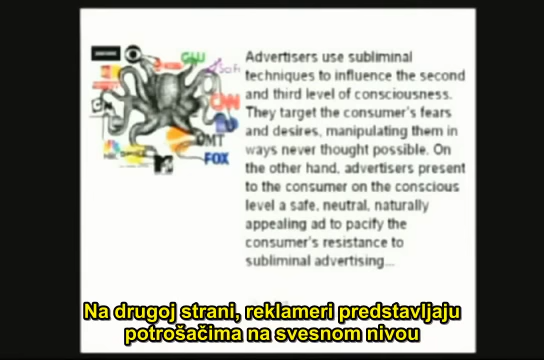 Advertisers use subliminal
techniques to influence the second
and third level of consciousness.
They target the consumer's fears
and desires, manipulating them in
ways never thought possible. On
the other hand, advertisers present
to the consumer on the conscious
level a safe, neutral, naturally
appealing ad to pacify the
consumer's resistance to
subliminal advertising...
CNN
NBC
CMT
FOX
Na drugoj strani, reklameri predstavljaju
potrošačima na svesnom nivou